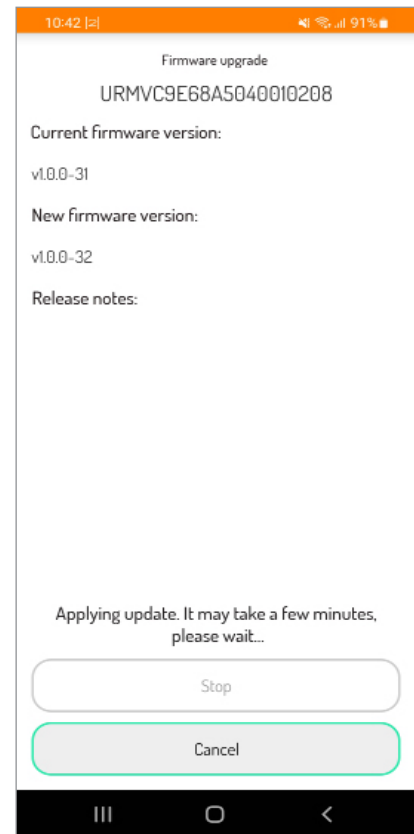 10:42
91%
Firmware upgrade
URMVC9E68A5040010208
Current firmware version:
v1.0.0-31
New firmware version:
v1.0.0-32
Release notes:
Applying update. It may take a few minutes,
please wait...
Stop
Cancel